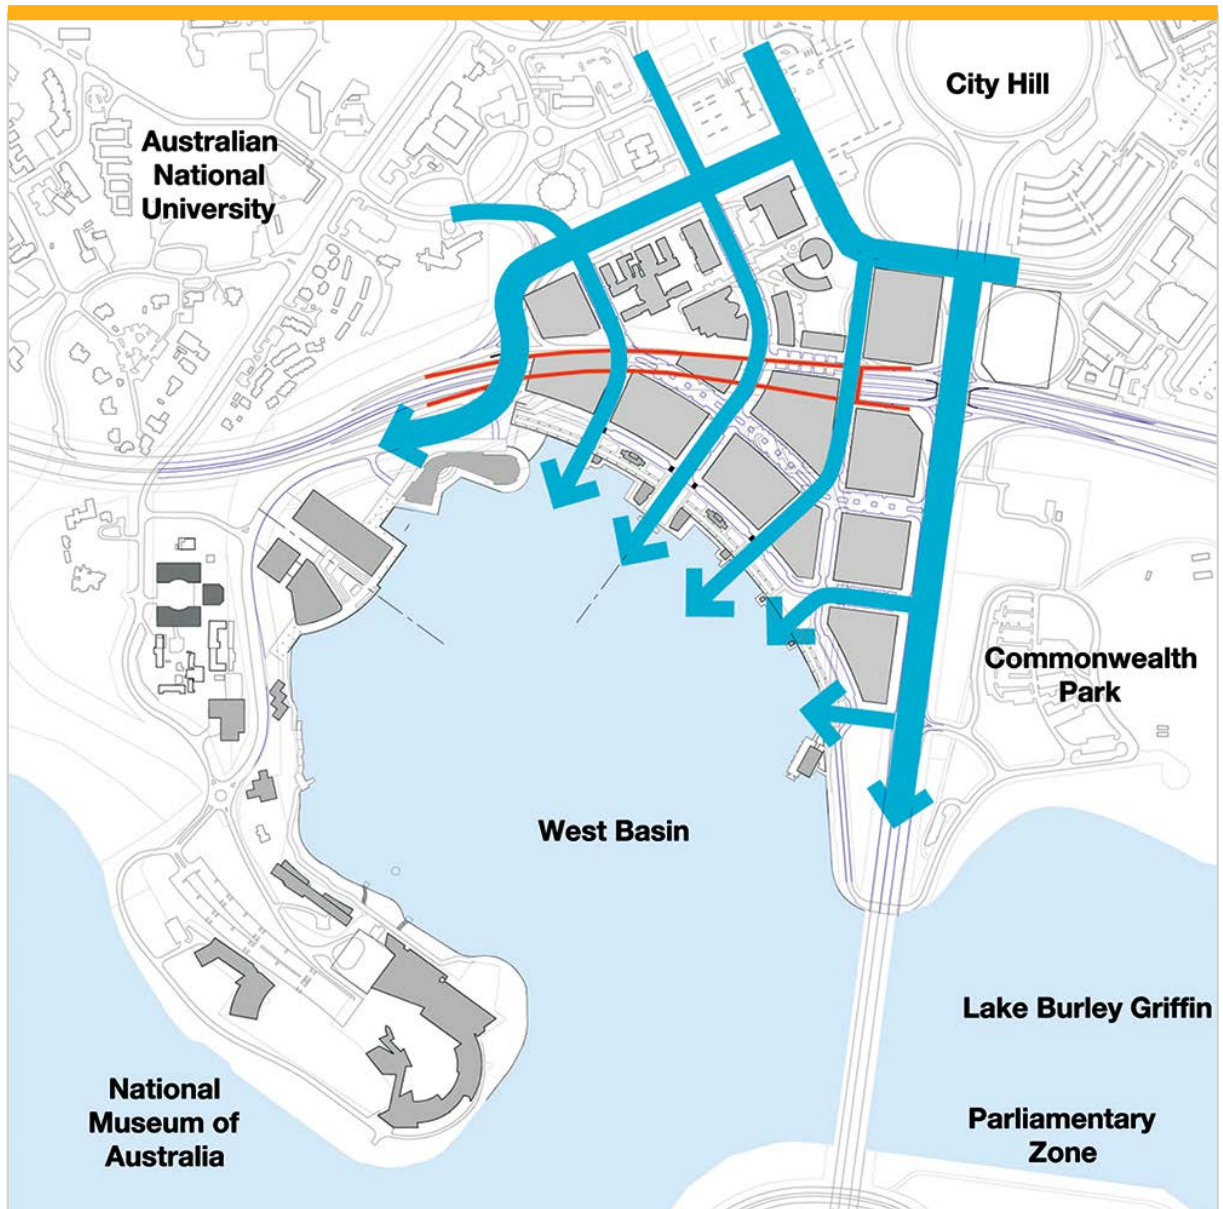 City Hill
Australian
National
University
Commonwealth
Park
West Basin
Lake Burley Griffin
National
Museum of
Australia
Parliamentary
Zone